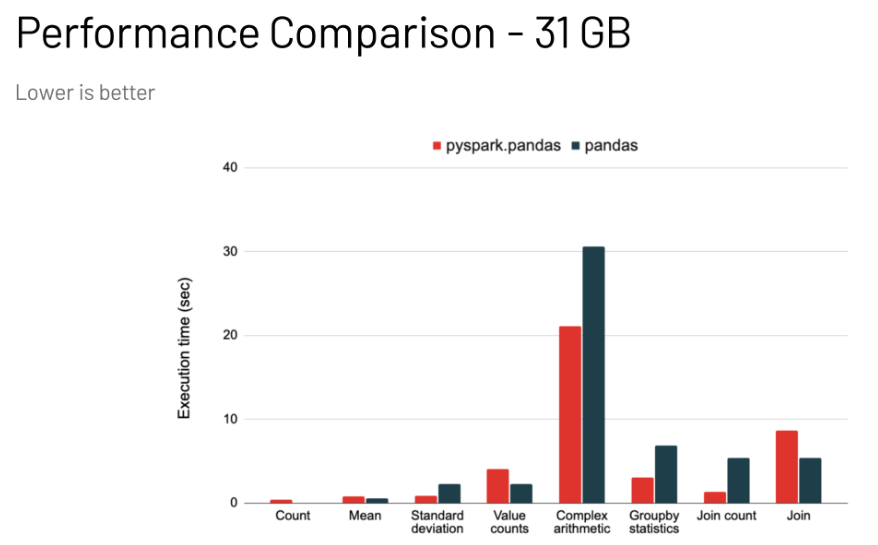 Performance Comparison - 31 GB
Lower is better
pyspark.pandas pandas
40
30
20
10
0
Execution time (sec)
Count Mean Standard deviation Value counts Complex arithmetic Groupby statistics Join count Join